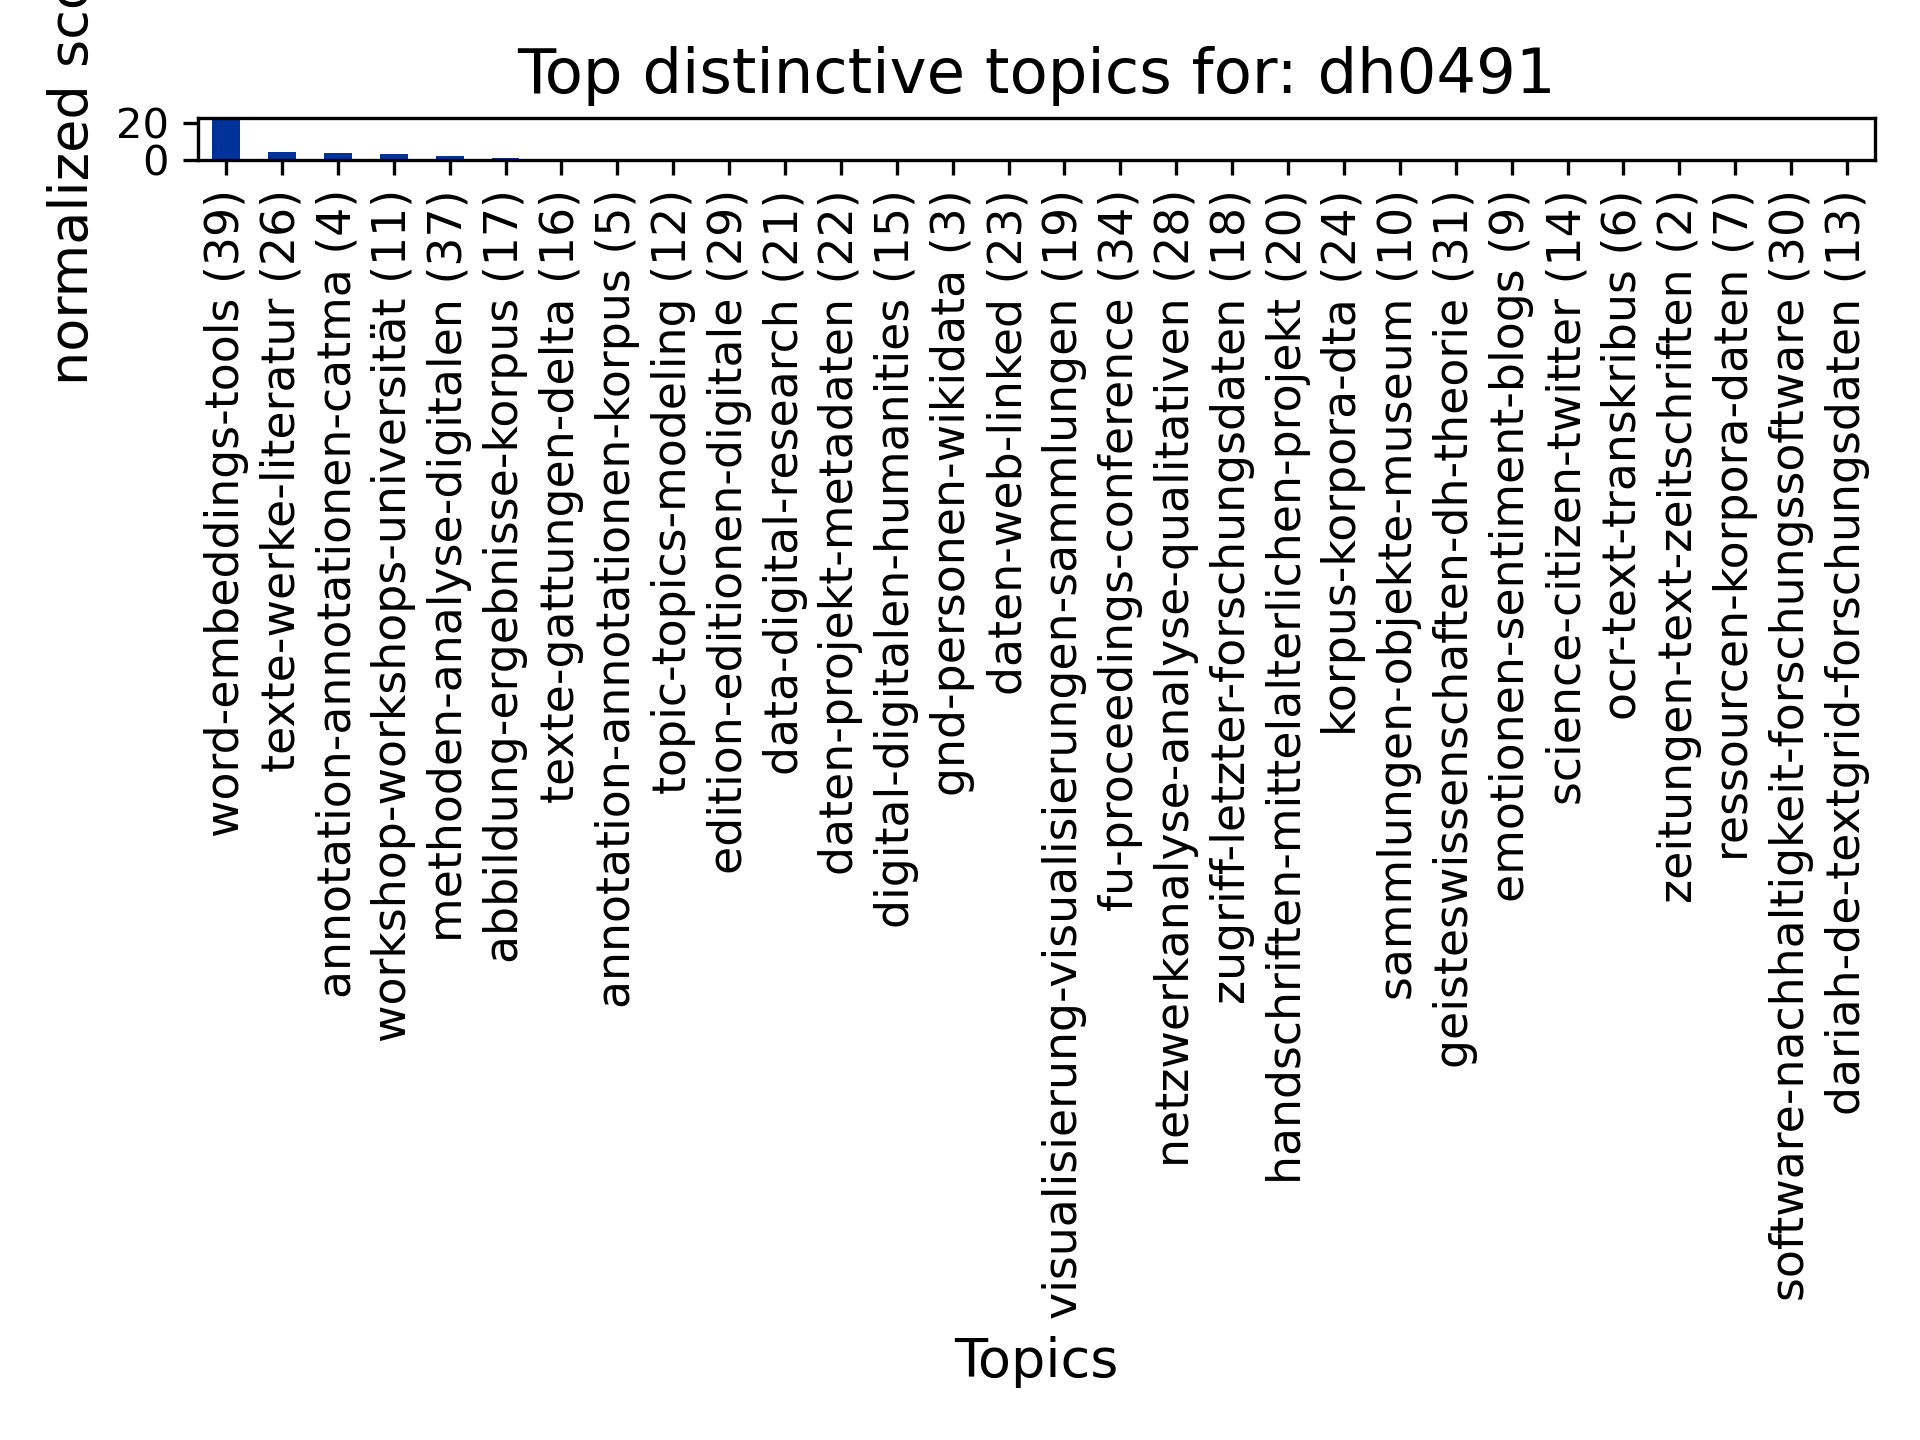 Top distinctive topics for: dh0491
normalized
20
0
word-embeddings-tools (39)
texte-werke-literatur (26)
annotation-annotationen-catma (4)
workshop-workshops-universität (11)
methoden-analyse-digitalen (37)
abbildung-ergebnisse-korpus (17)
texte-gattungen-delta (16)
annotation-annotationen-korpus (5)
topic-topics-modeling (12)
edition-editionen-digitale (29)
data-digital-research (21)
daten-projekt-metadaten (22)
digital-digitalen-humanities (15)
gnd-personen-wikidata (3)
daten-web-linked (23)
visualisierung-visualisierungen-sammlungen (19)
fu-proceedings-conference (34)
netzwerkanalyse-analyse-qualitativen (28)
zugriff-letzter-forschungsdaten (18)
handschriften-mittelalterlichen-projekt (20)
korpus-korpora-dta (24)
sammlungen-objekte-museum (10)
geisteswissenschaften-dh-theorie (31)
emotionen-sentiment-blogs (9)
science-citizen-twitter (14)
ocr-text-transkribus (6)
zeitungen-text-zeitschriften (2)
ressourcen-korpora-daten (7)
software-nachhaltigkeit-forschungssoftware (30)
dariah-de-textgrid-forschungsdaten (13)
Topics